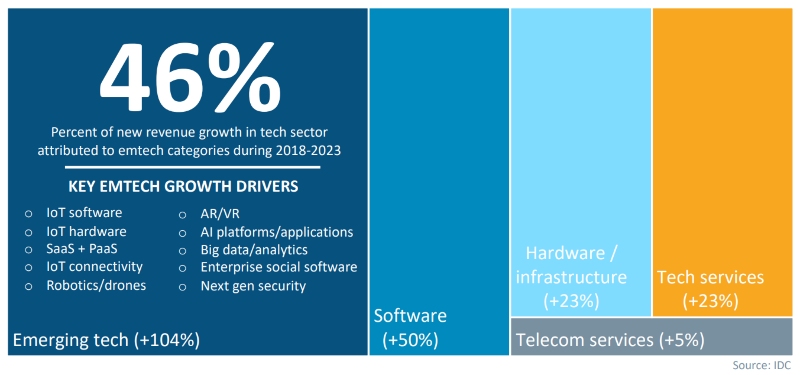 46%
Percent of new revenue growth in tech sector
attributed to emtech categories during 2018-2023
KEY EMTECH GROWTH DRIVERS
○ IoT software
○ IoT hardware
○ SaaS + PaaS
○ IoT connectivity
○ Robotics/drones
○ AR/VR
○ AI platforms/applications
○ Big data/analytics
○ Enterprise social software
○ Next gen security
Emerging tech (+104%)
Software
(+50%)
Hardware /
infrastructure
(+23%)
Tech services
(+23%)
Telecom services (+5%)
Source: IDC